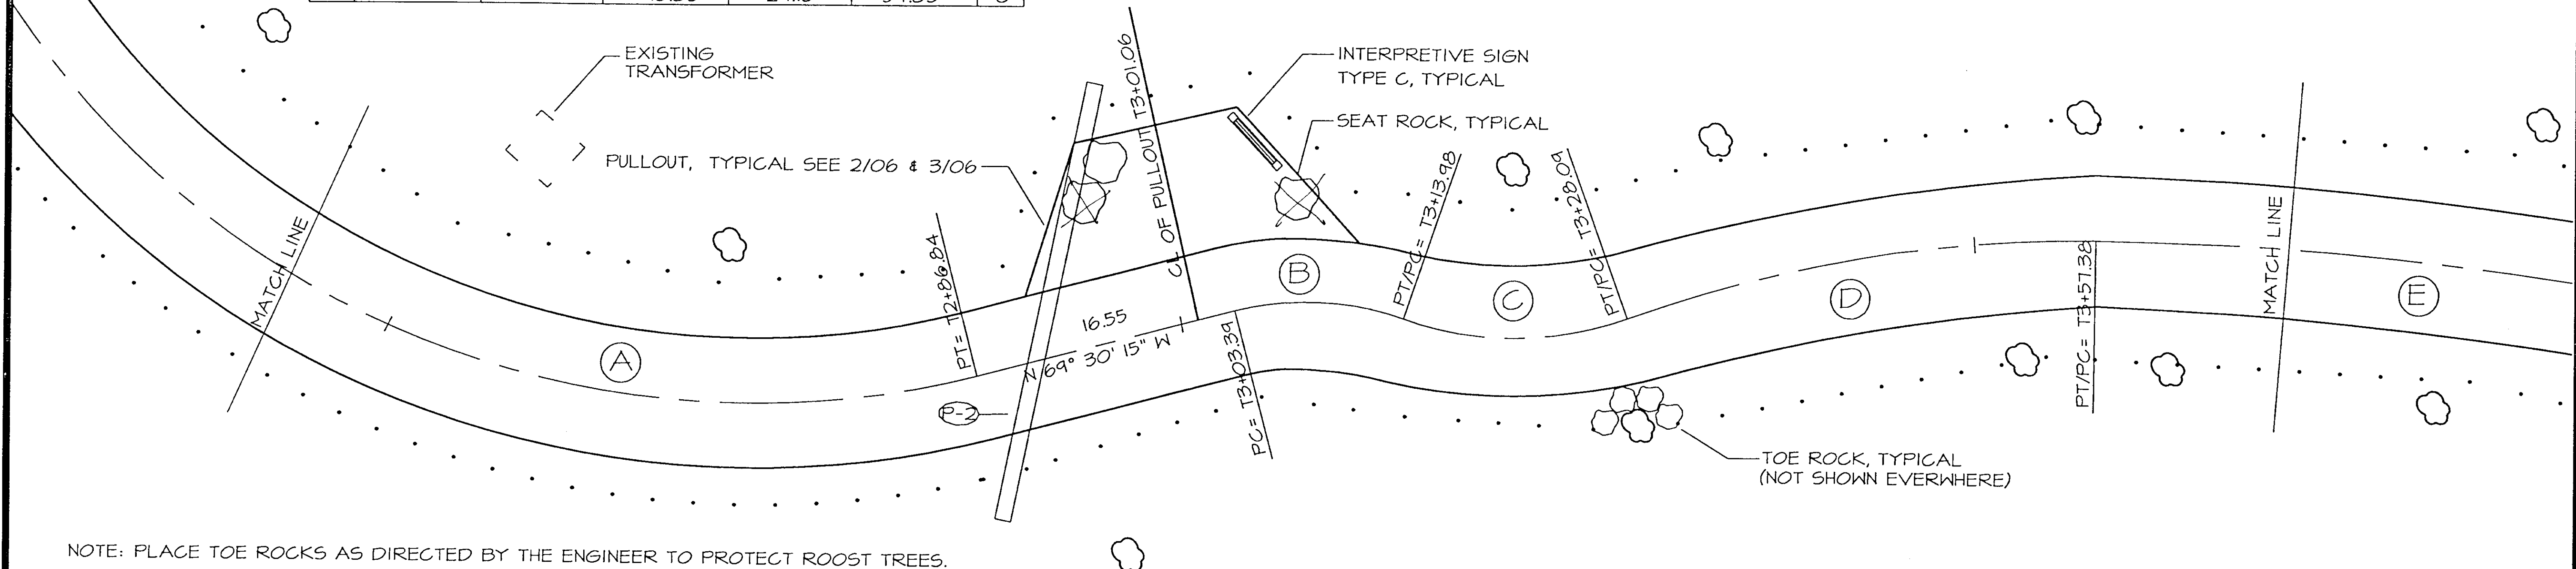 EXISTING
TRANSFORMER
PULLOUT, TYPICAL SEE 2/06 & 3/06
CL OF PULLOUT T3+01.06
INTERPRETIVE SIGN
TYPE C, TYPICAL
SEAT ROCK, TYPICAL
MATCH LINE
A
PT= T2+86.84
16.55
N 69° 30' 15" W
P-2
PC= T3+03.39
B
PT/PC= T3+13.98
C
PT/PC= T3+28.09
D
PT/PC= T3+57.38
MATCH LINE
E
TOE ROCK, TYPICAL
(NOT SHOWN EVERWHERE)
NOTE: PLACE TOE ROCKS AS DIRECTED BY THE ENGINEER TO PROTECT ROOST TREES.